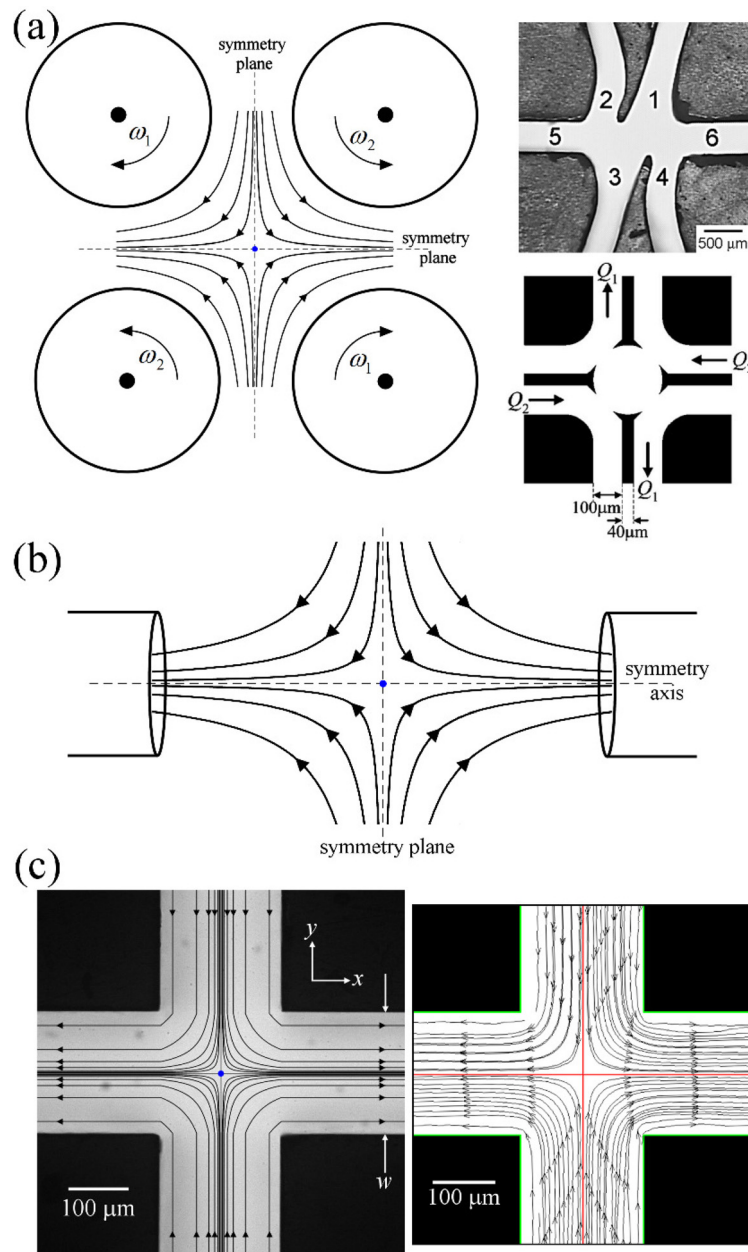 (a)
symmetry
plane
ω1
ω2
symmetry
plane
ω2
ω1
2
1
5
6
3
4
500 μm
Q1
Q2
Q2
Q1
100μm
40μm
(b)
symmetry
axis
symmetry plane
(c)
y
x
w
100 μm
100 μm